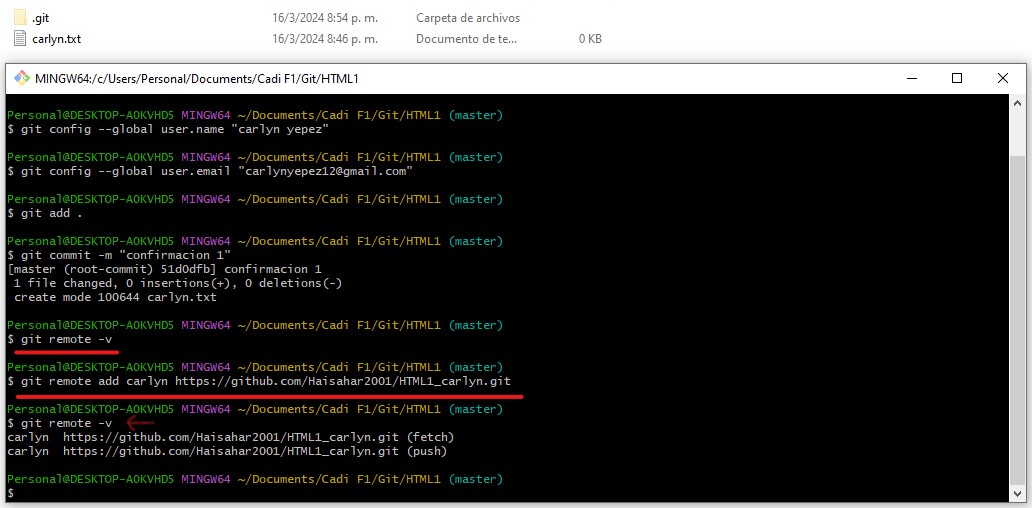 .git 16/3/2024 8:54 p. m. Carpeta de archivos
carlyn.txt 16/3/2024 8:46 p. m. Documento de te... 0 KB
MINGW64:/c/Users/Personal/Documents/Cadi F1/Git/HTML1
Personal@DESKTOP-AOKVHD5 MINGW64 ~/Documents/Cadi F1/Git/HTML1 (master)
$ git config --global user.name "carlyn yepez"
Personal@DESKTOP-AOKVHD5 MINGW64 ~/Documents/Cadi F1/Git/HTML1 (master)
$ git config --global user.email "carlynyepez12@gmail.com"
Personal@DESKTOP-AOKVHD5 MINGW64 ~/Documents/Cadi F1/Git/HTML1 (master)
$ git add .
Personal@DESKTOP-AOKVHD5 MINGW64 ~/Documents/Cadi F1/Git/HTML1 (master)
$ git commit -m "confirmacion 1"
[master (root-commit) 51d0dfb] confirmacion 1
1 file changed, 0 insertions(+), 0 deletions(-)
create mode 100644 carlyn.txt
Personal@DESKTOP-AOKVHD5 MINGW64 ~/Documents/Cadi F1/Git/HTML1 (master)
$ git remote -v
Personal@DESKTOP-AOKVHD5 MINGW64 ~/Documents/Cadi F1/Git/HTML1 (master)
$ git remote add carlyn https://github.com/Haisahar2001/HTML1_carlyn.git
Personal@DESKTOP-AOKVHD5 MINGW64 ~/Documents/Cadi F1/Git/HTML1 (master)
$ git remote -v
carlyn https://github.com/Haisahar2001/HTML1_carlyn.git (fetch)
carlyn https://github.com/Haisahar2001/HTML1_carlyn.git (push)
Personal@DESKTOP-AOKVHD5 MINGW64 ~/Documents/Cadi F1/Git/HTML1 (master)
$